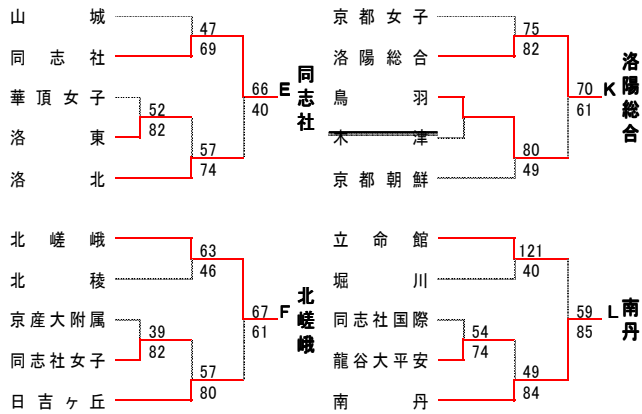 山城
同志社
華頂女子
洛東
洛北
47
69
52
82
57
74
66
40
E
同志社
京都女子
洛陽総合
鳥羽
木津
京都朝鮮
75
82
80
49
70
61
K
洛陽総合
北嵯峨
北稜
京産大附属
同志社女子
日吉ヶ丘
63
46
39
82
57
80
67
61
F
北嵯峨
立命館
堀川
同志社国際
龍谷大平安
南丹
121
40
54
74
49
84
59
85
L
南丹